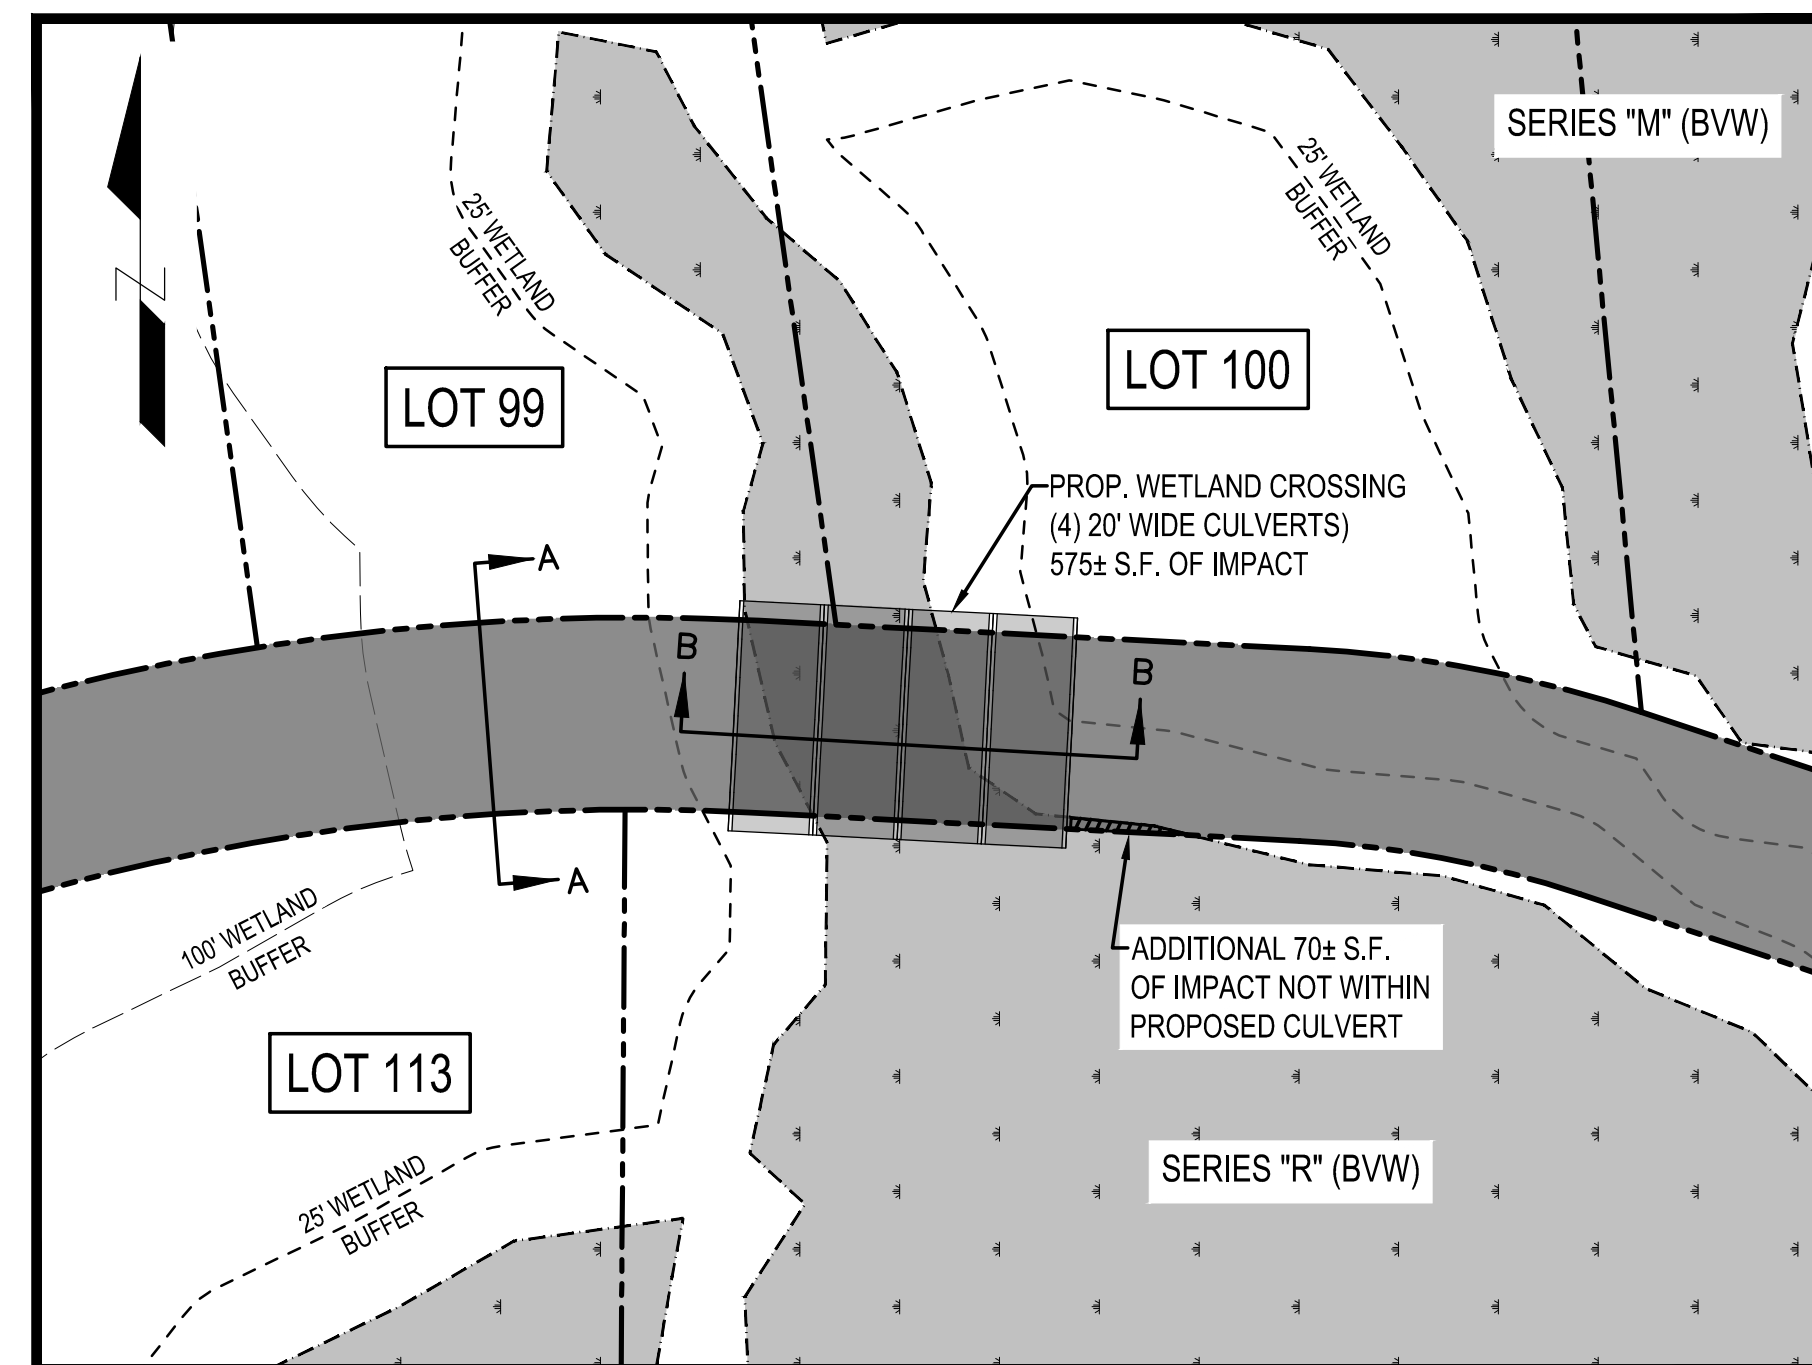 SERIES "M" (BVW)
25' WETLAND
BUFFER
25' WETLAND
BUFFER
LOT 100
LOT 99
PROP. WETLAND CROSSING
(4) 20' WIDE CULVERTS)
575± S.F. OF IMPACT
Z
A
B
B
A
100' WETLAND
BUFFER
ADDITIONAL 70± S.F.
OF IMPACT NOT WITHIN
PROPOSED CULVERT
LOT 113
SERIES "R" (BVW)
25' WETLAND
BUFFER